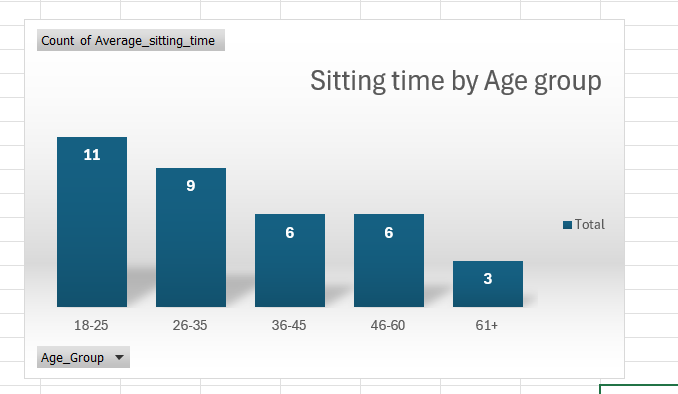 Count of Average_sitting_time
Sitting time by Age group
11
9
6
6
3
Total
18-25
26-35
36-45
46-60
61+
Age_Group